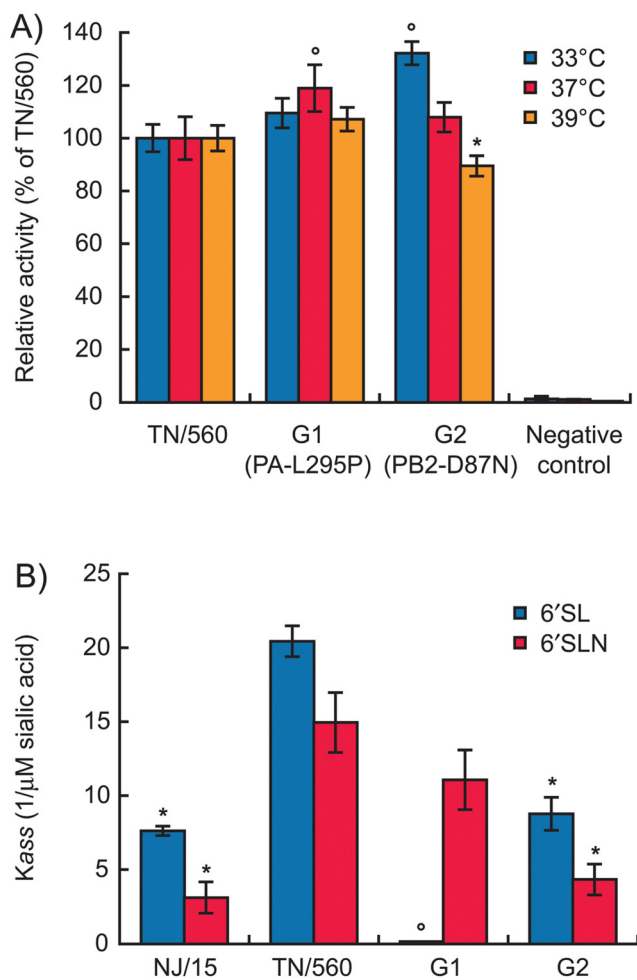 A)
Relative activity (% of TN/560)
140
120
100
80
60
40
20
0
°
°
*
33°C
37°C
39°C
TN/560
G1
(PA-L295P)
G2
(PB2-D87N)
Negative
control
B)
Kass (1/µM sialic acid)
25
20
15
10
5
0
*
*
°
*
*
6′SL
6′SLN
NJ/15
TN/560
G1
G2